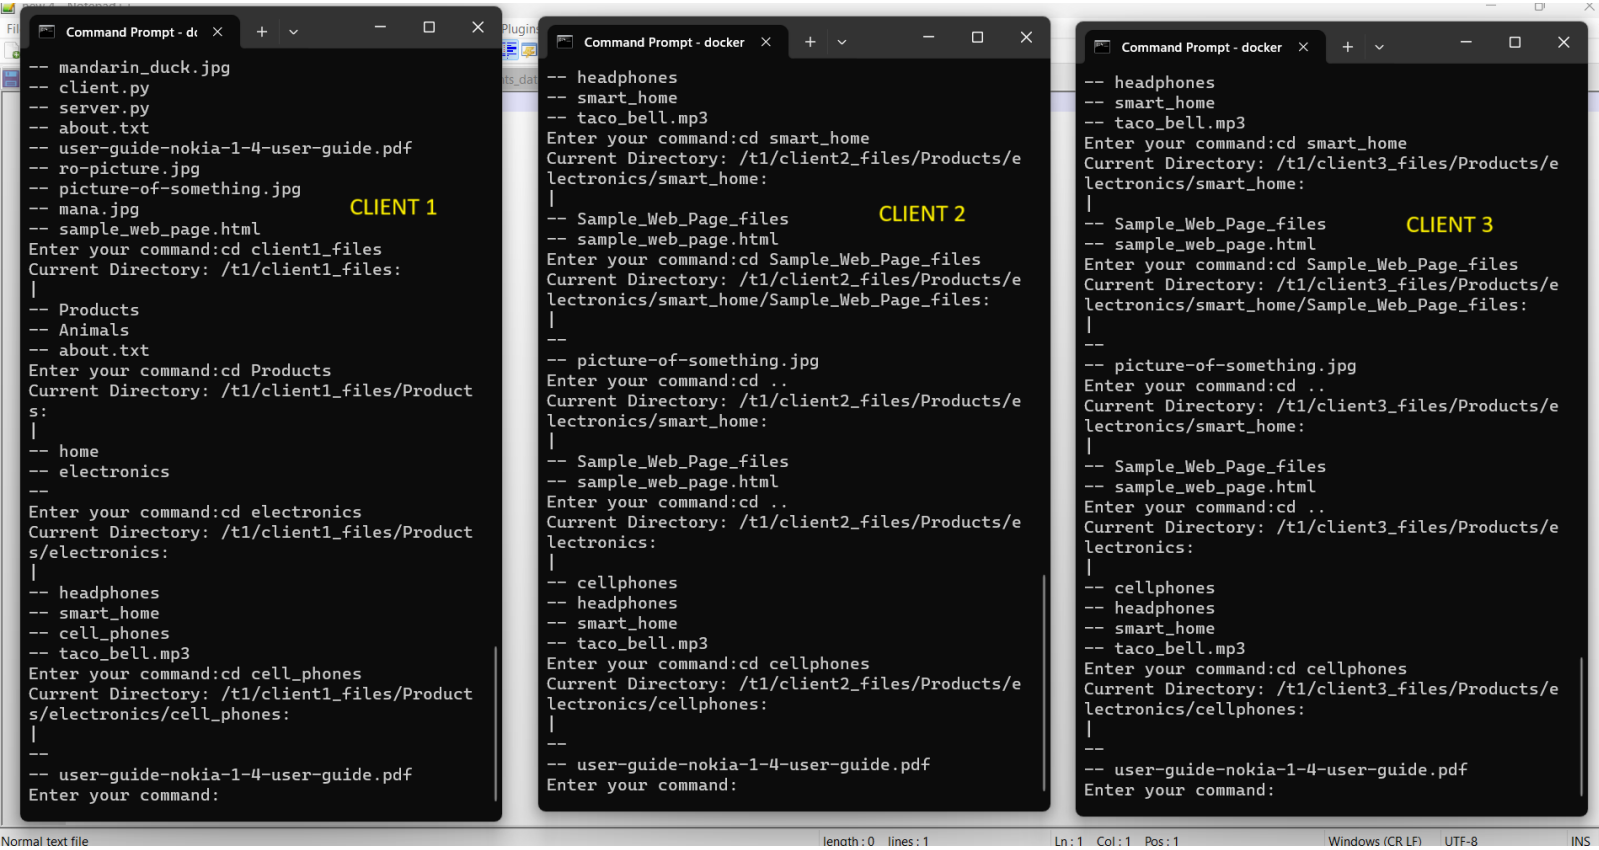 new 4 - Notepad++
Fil
Plugins
nts_dat
Command Prompt - dc
-- mandarin_duck.jpg
-- client.py
-- server.py
-- about.txt
-- user-guide-nokia-1-4-user-guide.pdf
-- ro-picture.jpg
-- picture-of-something.jpg
-- mana.jpg
-- sample_web_page.html
Enter your command:cd client1_files
Current Directory: /t1/client1_files:
|
-- Products
-- Animals
-- about.txt
Enter your command:cd Products
Current Directory: /t1/client1_files/Product
s:
|
-- home
-- electronics
--
Enter your command:cd electronics
Current Directory: /t1/client1_files/Product
s/electronics:
|
-- headphones
-- smart_home
-- cell_phones
-- taco_bell.mp3
Enter your command:cd cell_phones
Current Directory: /t1/client1_files/Product
s/electronics/cell_phones:
|
--
-- user-guide-nokia-1-4-user-guide.pdf
Enter your command:
CLIENT 1
Command Prompt - docker
-- headphones
-- smart_home
-- taco_bell.mp3
Enter your command:cd smart_home
Current Directory: /t1/client2_files/Products/e
lectronics/smart_home:
|
-- Sample_Web_Page_files
-- sample_web_page.html
Enter your command:cd Sample_Web_Page_files
Current Directory: /t1/client2_files/Products/e
lectronics/smart_home/Sample_Web_Page_files:
|
--
-- picture-of-something.jpg
Enter your command:cd ..
Current Directory: /t1/client2_files/Products/e
lectronics/smart_home:
|
-- Sample_Web_Page_files
-- sample_web_page.html
Enter your command:cd ..
Current Directory: /t1/client2_files/Products/e
lectronics:
|
-- cellphones
-- headphones
-- smart_home
-- taco_bell.mp3
Enter your command:cd cellphones
Current Directory: /t1/client2_files/Products/e
lectronics/cellphones:
|
--
-- user-guide-nokia-1-4-user-guide.pdf
Enter your command:
CLIENT 2
Command Prompt - docker
-- headphones
-- smart_home
-- taco_bell.mp3
Enter your command:cd smart_home
Current Directory: /t1/client3_files/Products/e
lectronics/smart_home:
|
-- Sample_Web_Page_files
-- sample_web_page.html
Enter your command:cd Sample_Web_Page_files
Current Directory: /t1/client3_files/Products/e
lectronics/smart_home/Sample_Web_Page_files:
|
--
-- picture-of-something.jpg
Enter your command:cd ..
Current Directory: /t1/client3_files/Products/e
lectronics/smart_home:
|
-- Sample_Web_Page_files
-- sample_web_page.html
Enter your command:cd ..
Current Directory: /t1/client3_files/Products/e
lectronics:
|
-- cellphones
-- headphones
-- smart_home
-- taco_bell.mp3
Enter your command:cd cellphones
Current Directory: /t1/client3_files/Products/e
lectronics/cellphones:
|
--
-- user-guide-nokia-1-4-user-guide.pdf
Enter your command:
CLIENT 3
Normal text file length : 0 lines : 1 Ln : 1 Col : 1 Pos : 1 Windows (CR LF) UTF-8 INS